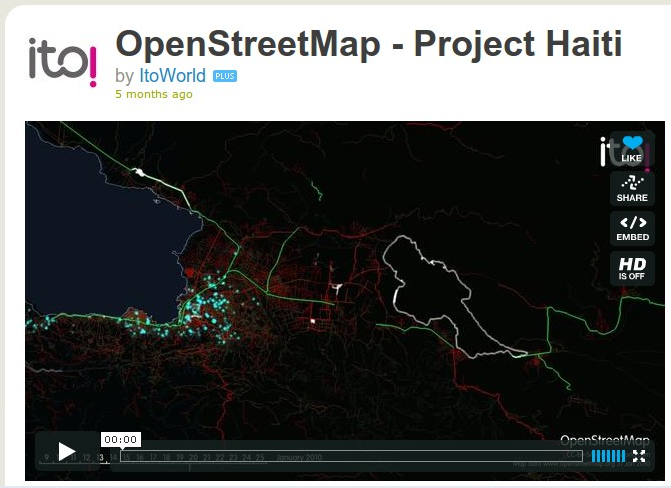 ito!
OpenStreetMap - Project Haiti
by ItoWorld PLUS
5 months ago
ito!
LIKE
SHARE
</>
EMBED
HD
IS OFF
OpenStreetMap
00:00
9 11 12 13 14 15 16 17 18 19 20 21 22 23 24 25 January 2010